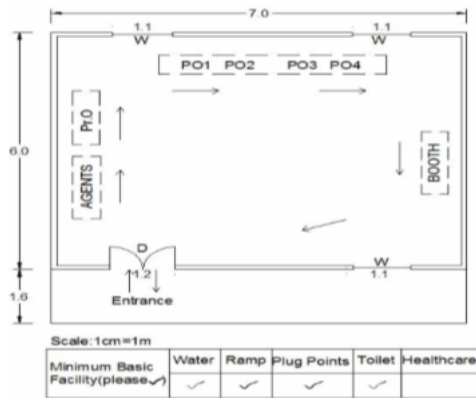 7.0
1.1 1.1
W W
PO1 PO2 PO3 PO4
Pr.O
6.0
BOOTH
AGENTS
D W
1.2 1.1
1.6
Entrance
Scale:1cm=1m
Minimum Basic Facility(please✓) Water Ramp Plug Points Toilet Healthcare
✓ ✓ ✓ ✓